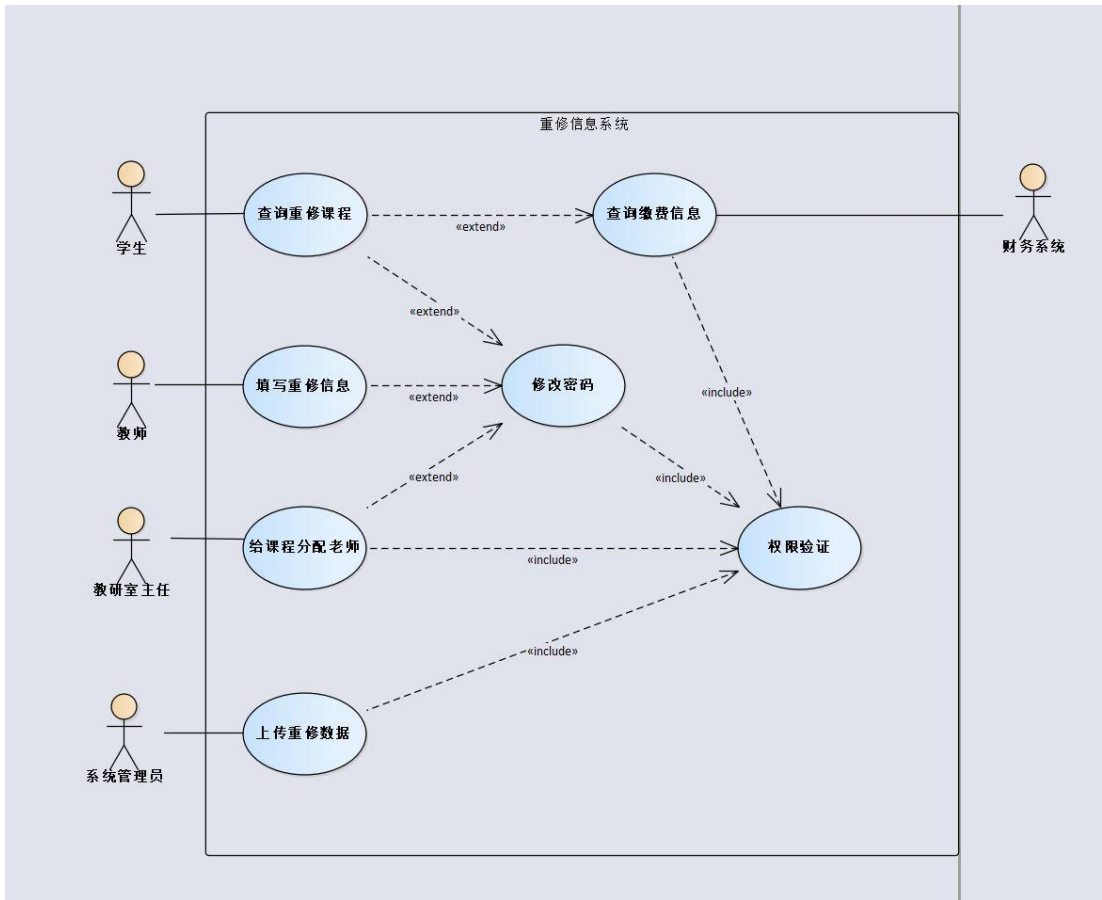 重修信息系统
查询重修课程
查询缴费信息
«extend»
学生
财务系统
«extend»
填写重修信息
修改密码
«extend»
«include»
教师
«extend»
«include»
给课程分配老师
权限验证
«include»
教研室主任
«include»
上传重修数据
系统管理员